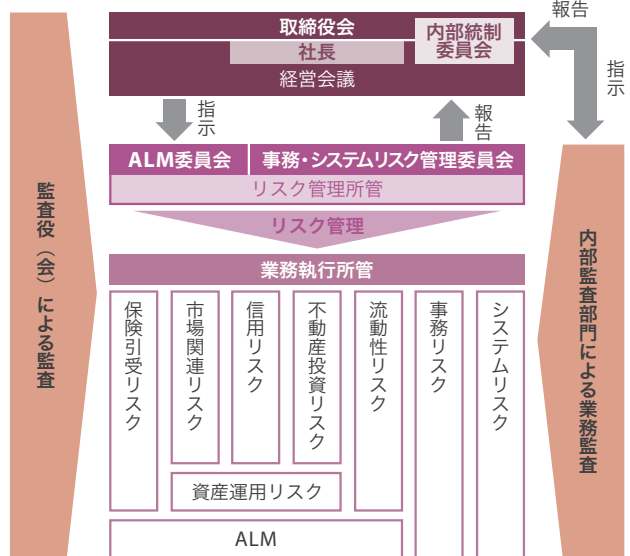 取締役会
内部統制
委員会
社長
経営会議
報告
指示
指示
報告
ALM委員会
事務・システムリスク管理委員会
リスク管理所管
リスク管理
業務執行所管
保険引受リスク
市場関連リスク
信用リスク
不動産投資リスク
流動性リスク
事務リスク
システムリスク
資産運用リスク
ALM
監査役（会）による監査
内部監査部門による業務監査